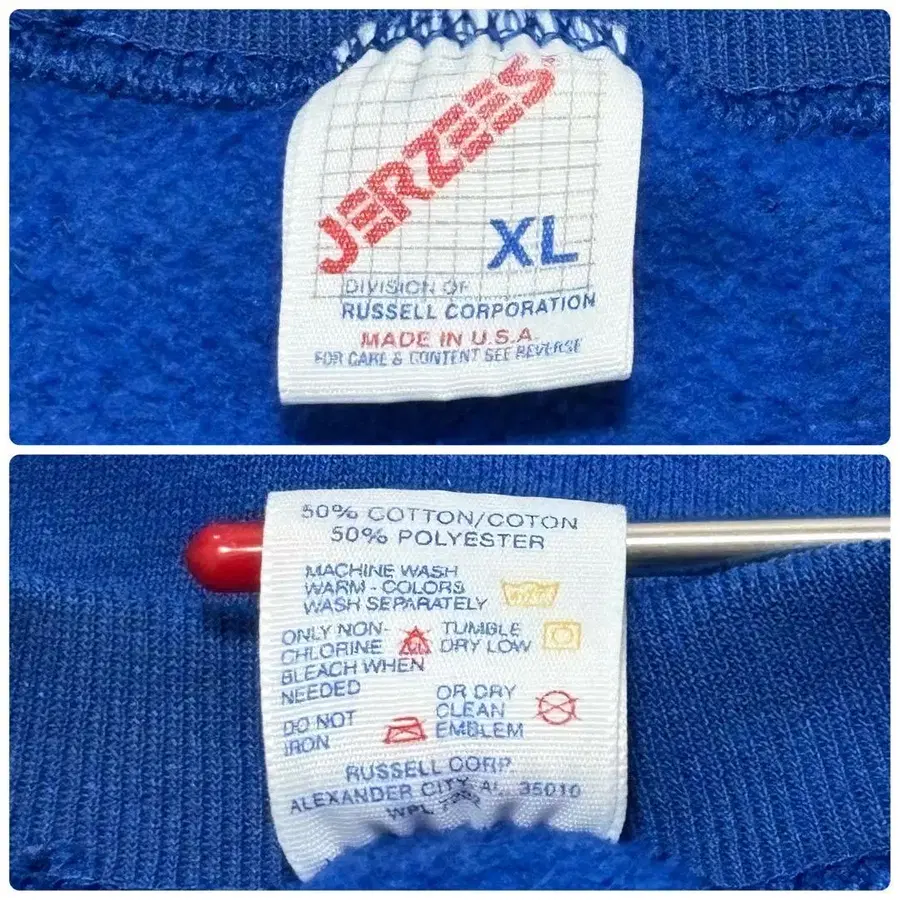 JERZEES
XL
DIVISION OF
RUSSELL CORPORATION
MADE IN U.S.A.
FOR CARE & CONTENT SEE REVERSE
50% COTTON/COTON
50% POLYESTER
MACHINE WASH
WARM - COLORS
WASH SEPARATELY
ONLY NON-
CHLORINE
BLEACH WHEN
NEEDED
TUMBLE
DRY LOW
DO NOT
IRON
OR DRY
CLEAN
EMBLEM
RUSSELL CORP.
ALEXANDER CITY, AL. 35010
WPL